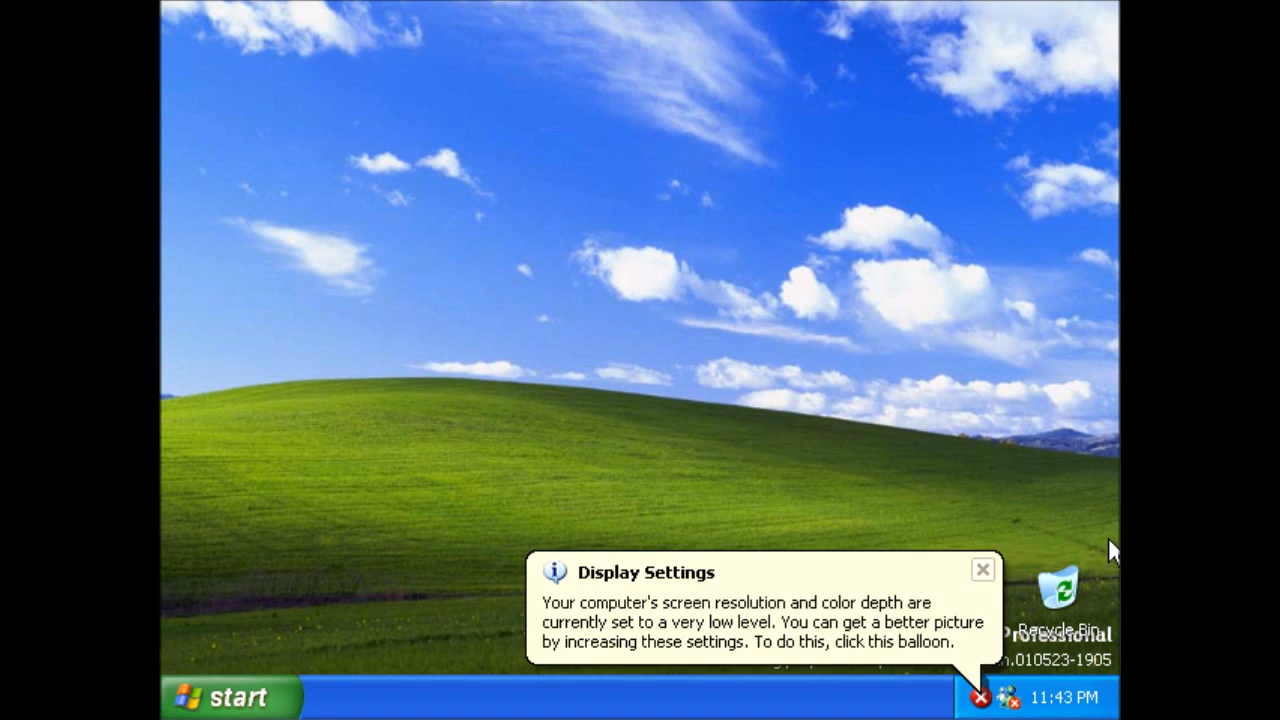 Display Settings
Your computer's screen resolution and color depth are
currently set to a very low level. You can get a better picture
by increasing these settings. To do this, click this balloon.
Recycle Bin
Professional
.010523-1905
start
11:43 PM